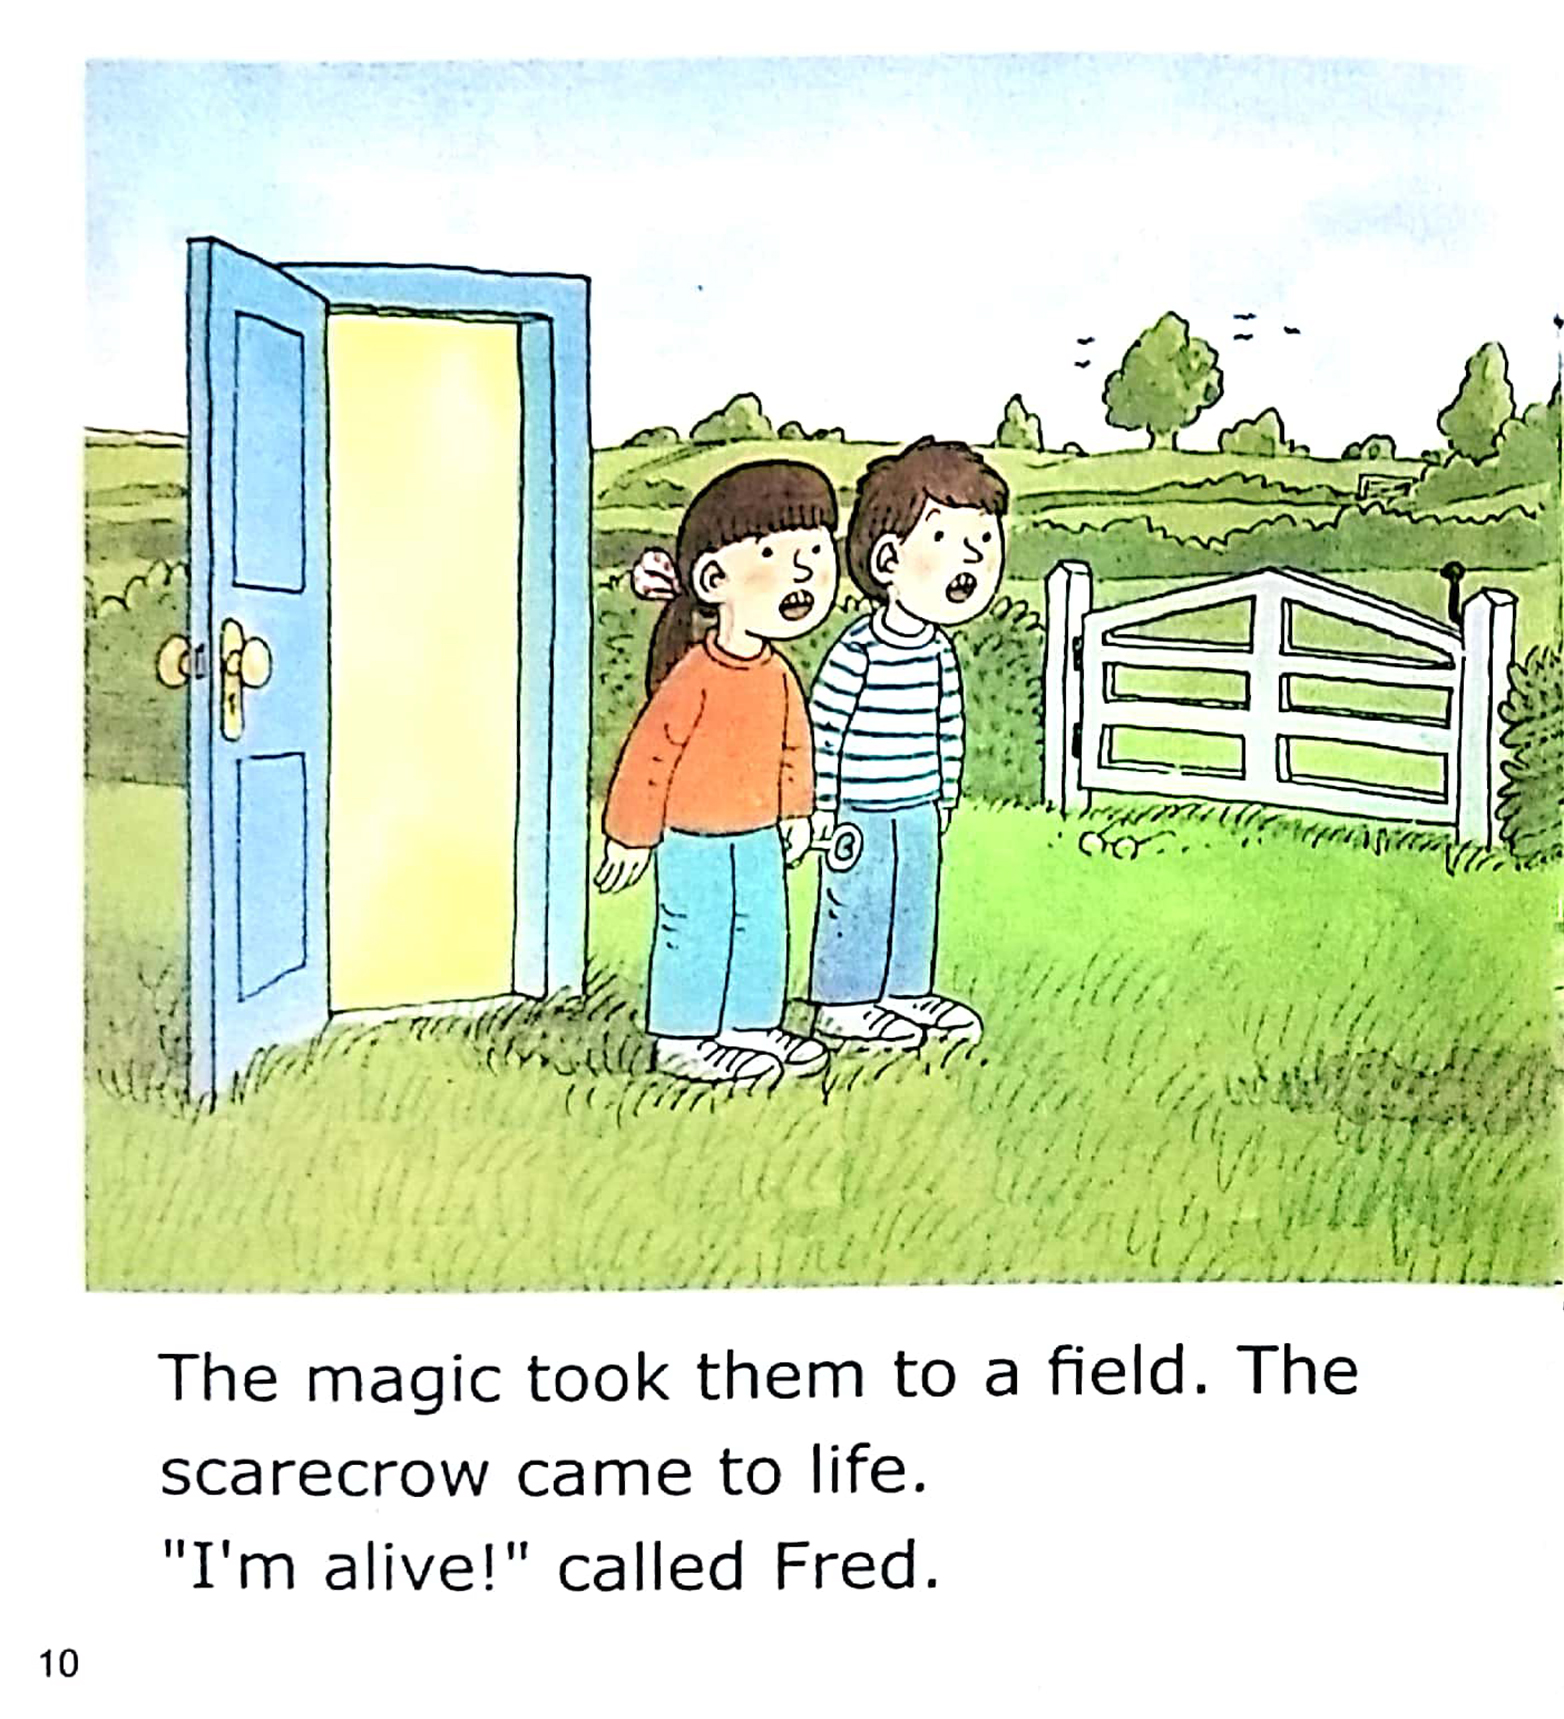 The magic took them to a field. The
scarecrow came to life.
"I'm alive!" called Fred.
10